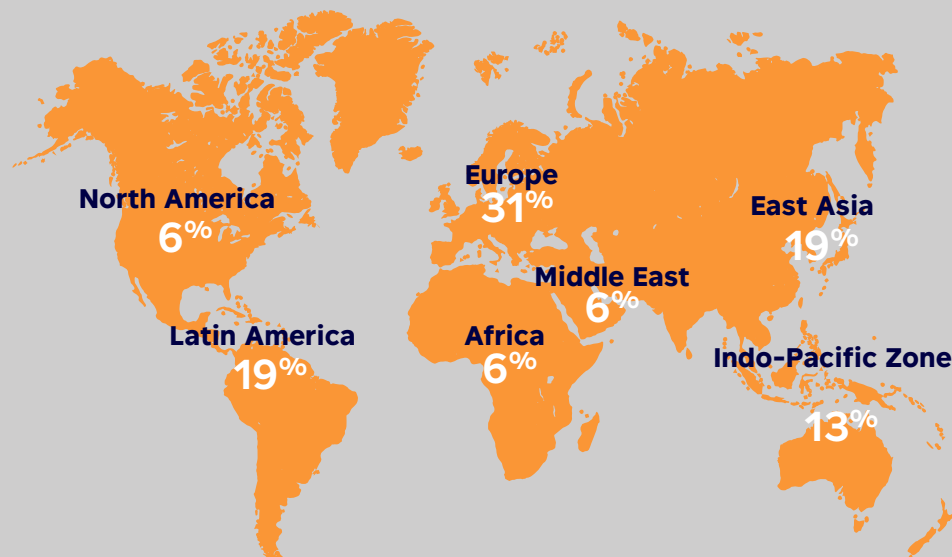 Europe
31%
North America
6%
East Asia
19%
Middle East
6%
Latin America
19%
Africa
6%
Indo-Pacific Zone
13%